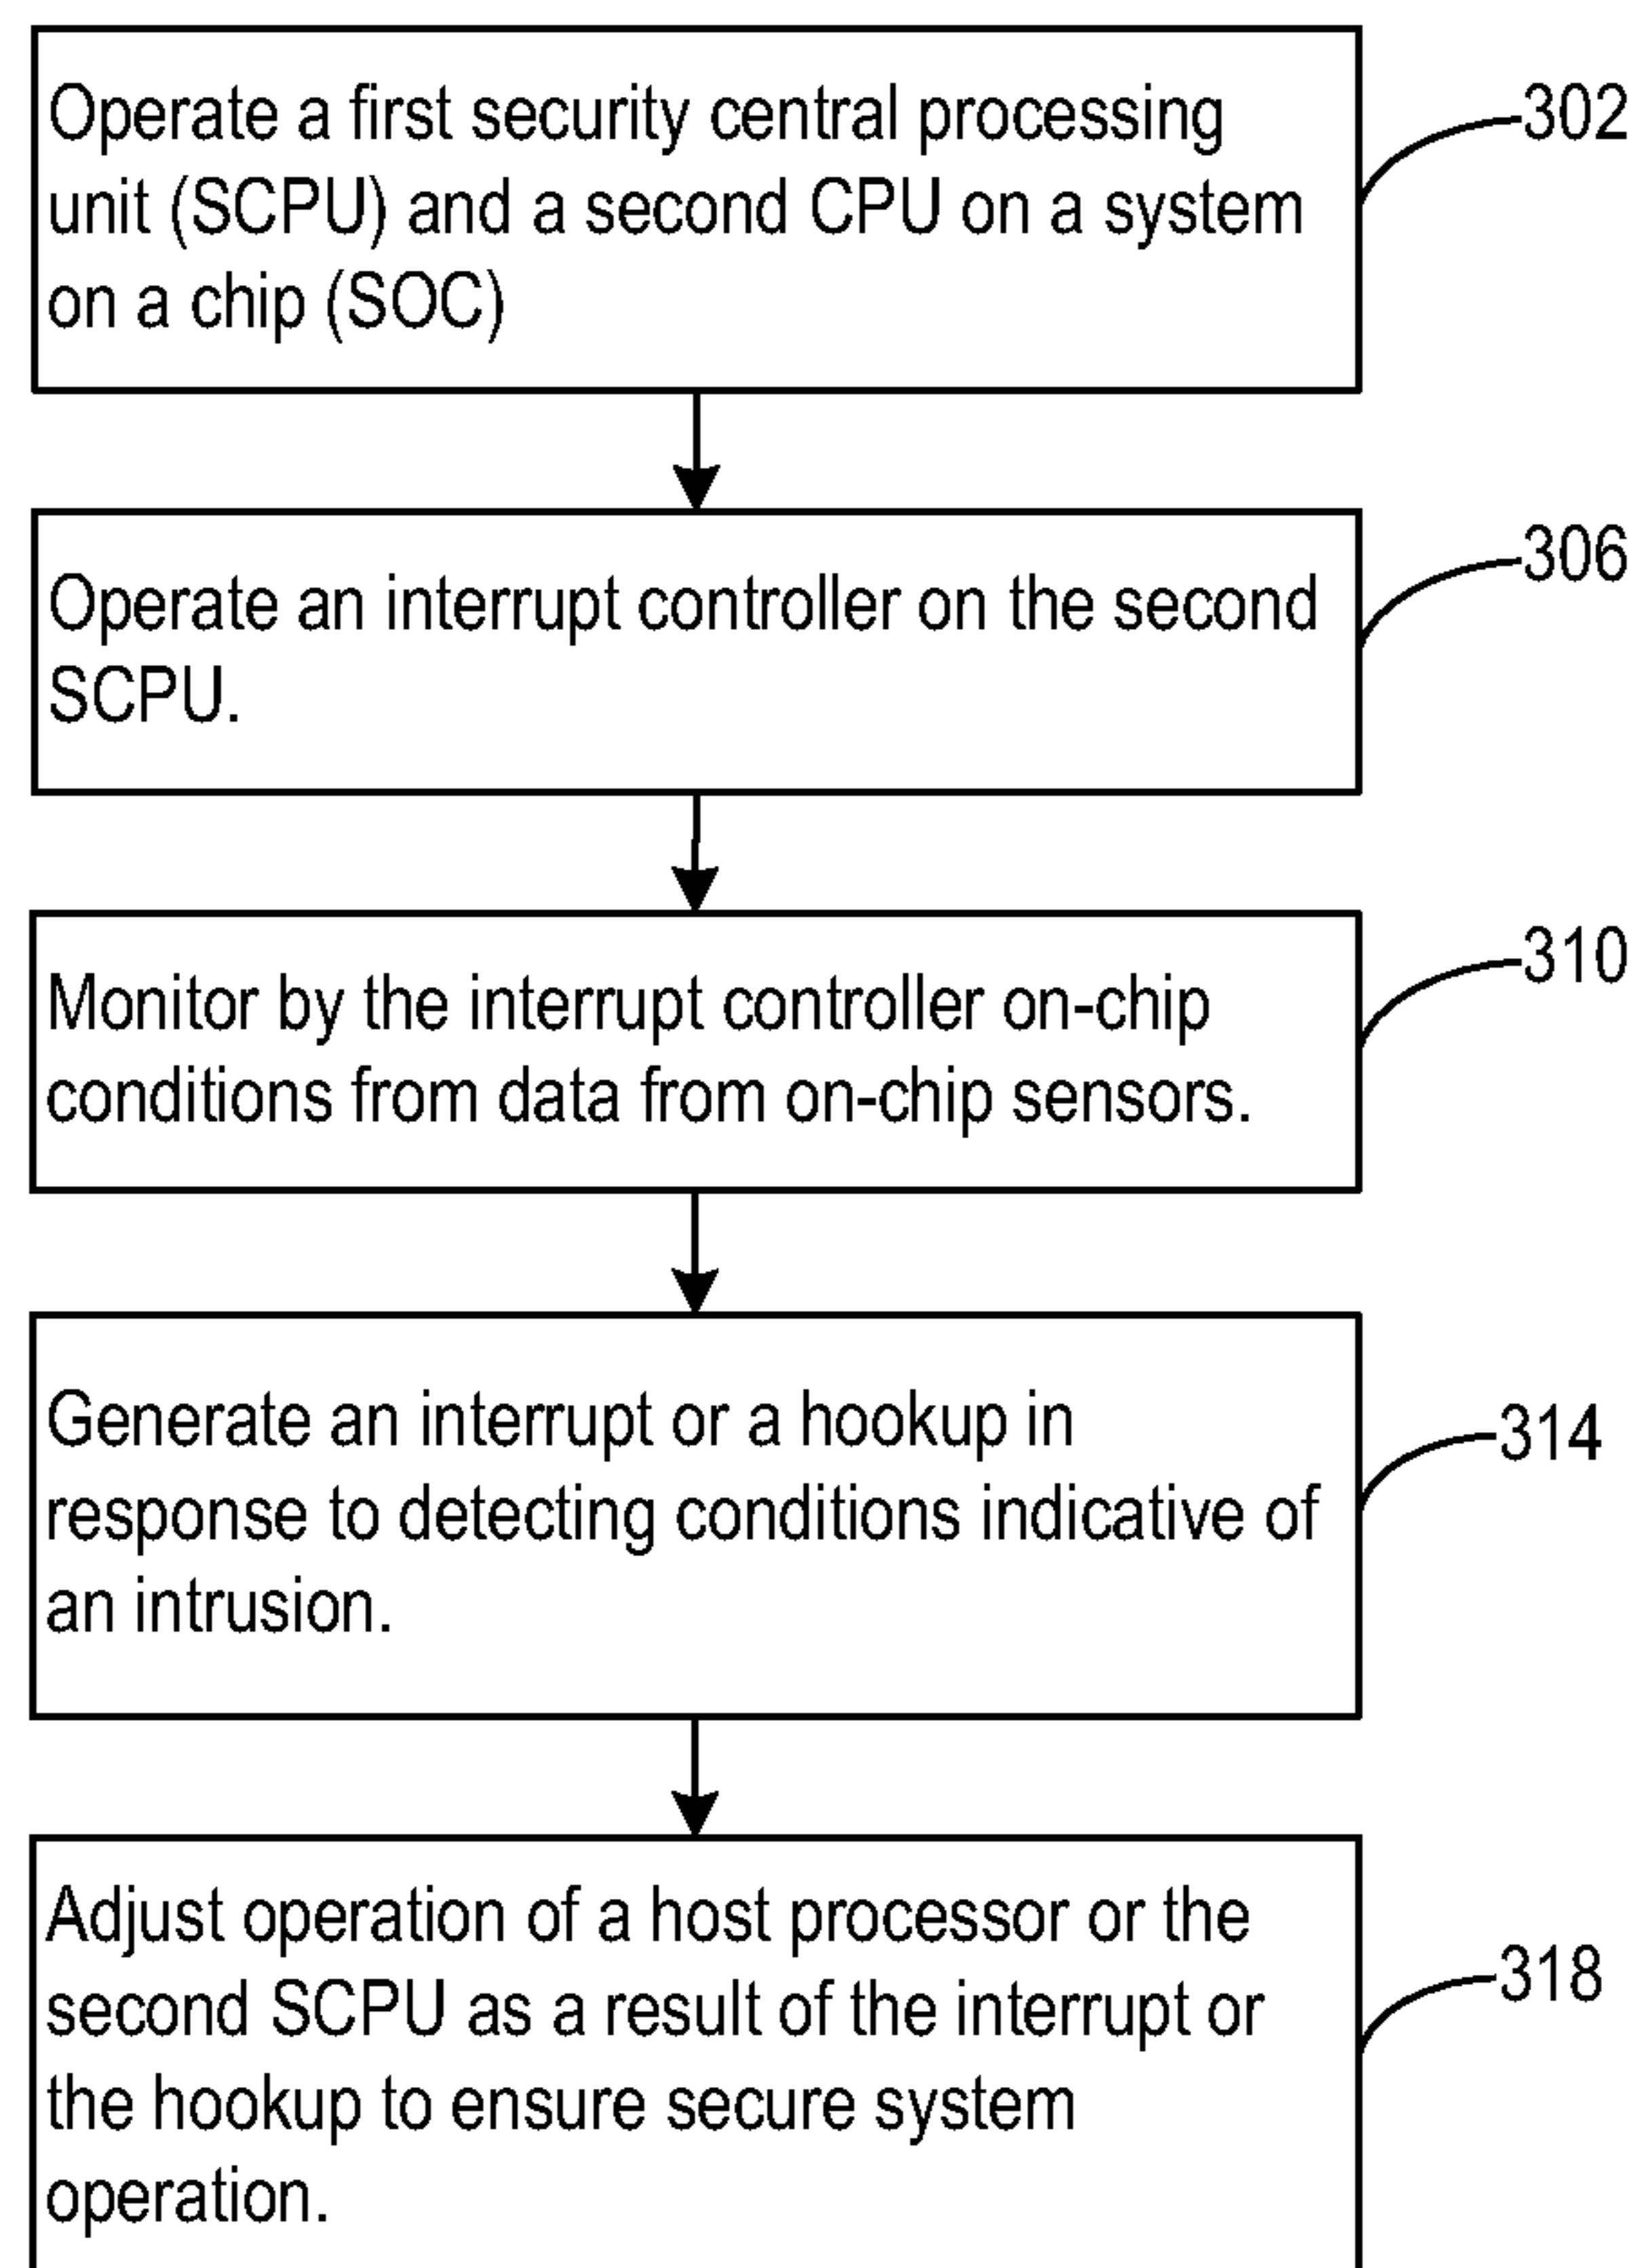 Operate a first security central processing
unit (SCPU) and a second CPU on a system
on a chip (SOC)
302
Operate an interrupt controller on the second
SCPU.
306
Monitor by the interrupt controller on-chip
conditions from data from on-chip sensors.
310
Generate an interrupt or a hookup in
response to detecting conditions indicative of
an intrusion.
314
Adjust operation of a host processor or the
second SCPU as a result of the interrupt or
the hookup to ensure secure system
operation.
318